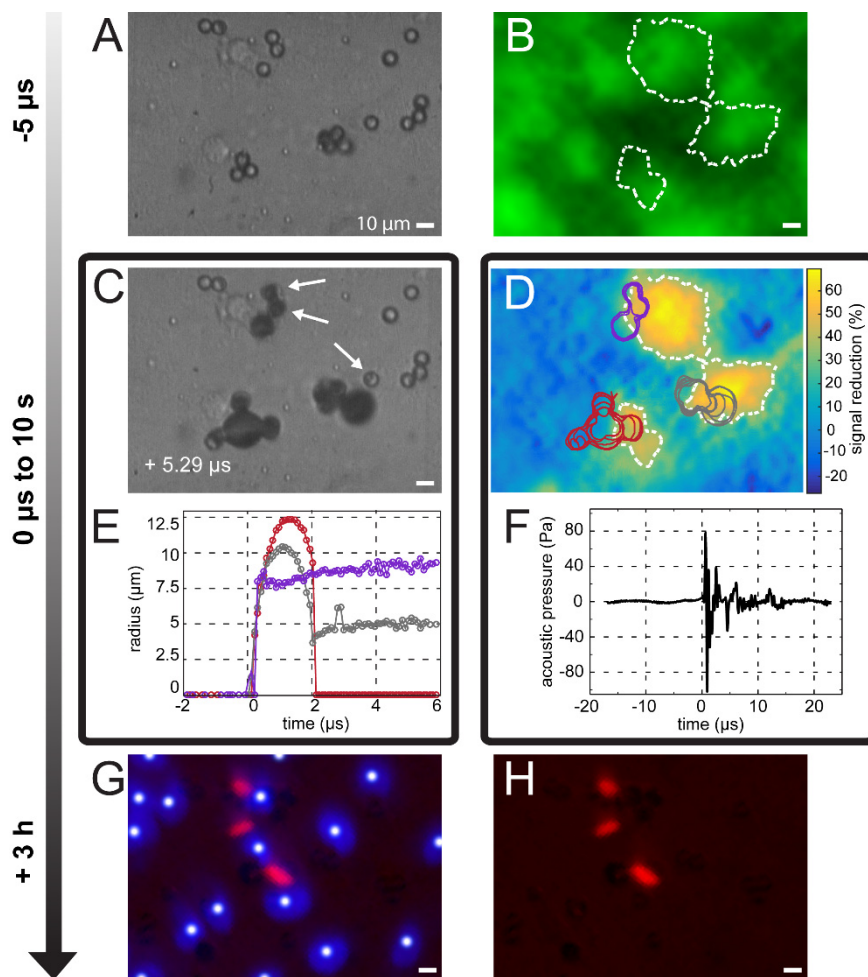 -5 µs
A
10 µm
B
0 µs to 10 s
C
+ 5.29 µs
D
60
50
40
30
20
10
0
-10
-20
signal reduction (%)
E
12.5
10
7.5
5
2.5
0
radius (µm)
-2
0
2
4
6
time (µs)
F
80
40
0
-40
-80
acoustic pressure (Pa)
-20
-10
0
10
20
time (µs)
+ 3 h
G
H